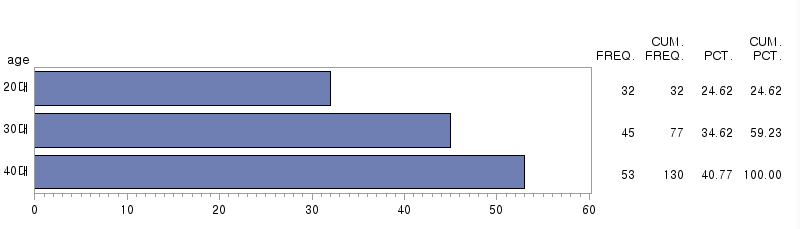 CUM. CUM.
age FREQ. FREQ. PCT. PCT.
20대 32 32 24.62 24.62
30대 45 77 34.62 59.23
40대 53 130 40.77 100.00
0 10 20 30 40 50 60